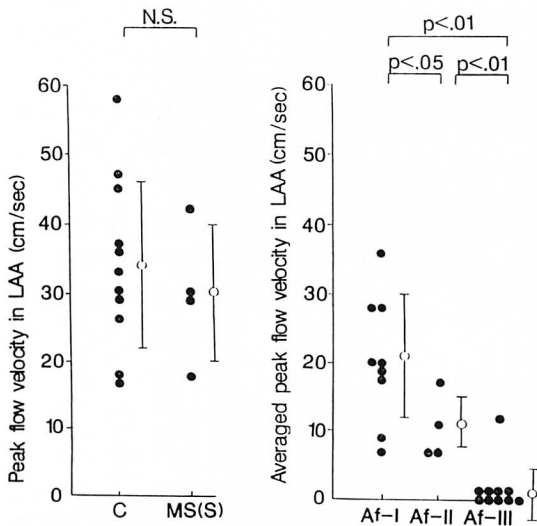 N.S.
Peak flow velocity in LAA (cm/sec)
60
50
40
30
20
10
0
C MS(S)
p<.01
p<.05 p<.01
Averaged peak flow velocity in LAA (cm/sec)
60
50
40
30
20
10
0
Af-I Af-II Af-III